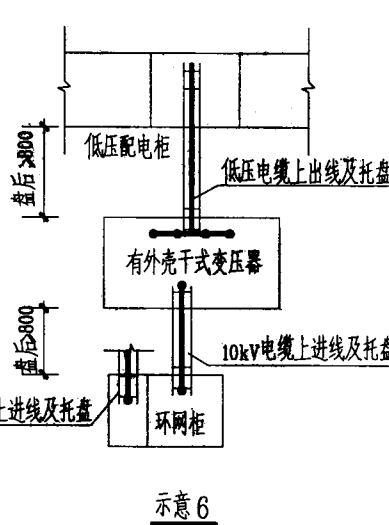 低压配电柜
盘后>800
低压电缆上出线及托盘
有外壳干式变压器
盘后>800
10kV电缆上进线及托盘
上进线及托盘
环网柜
示意6